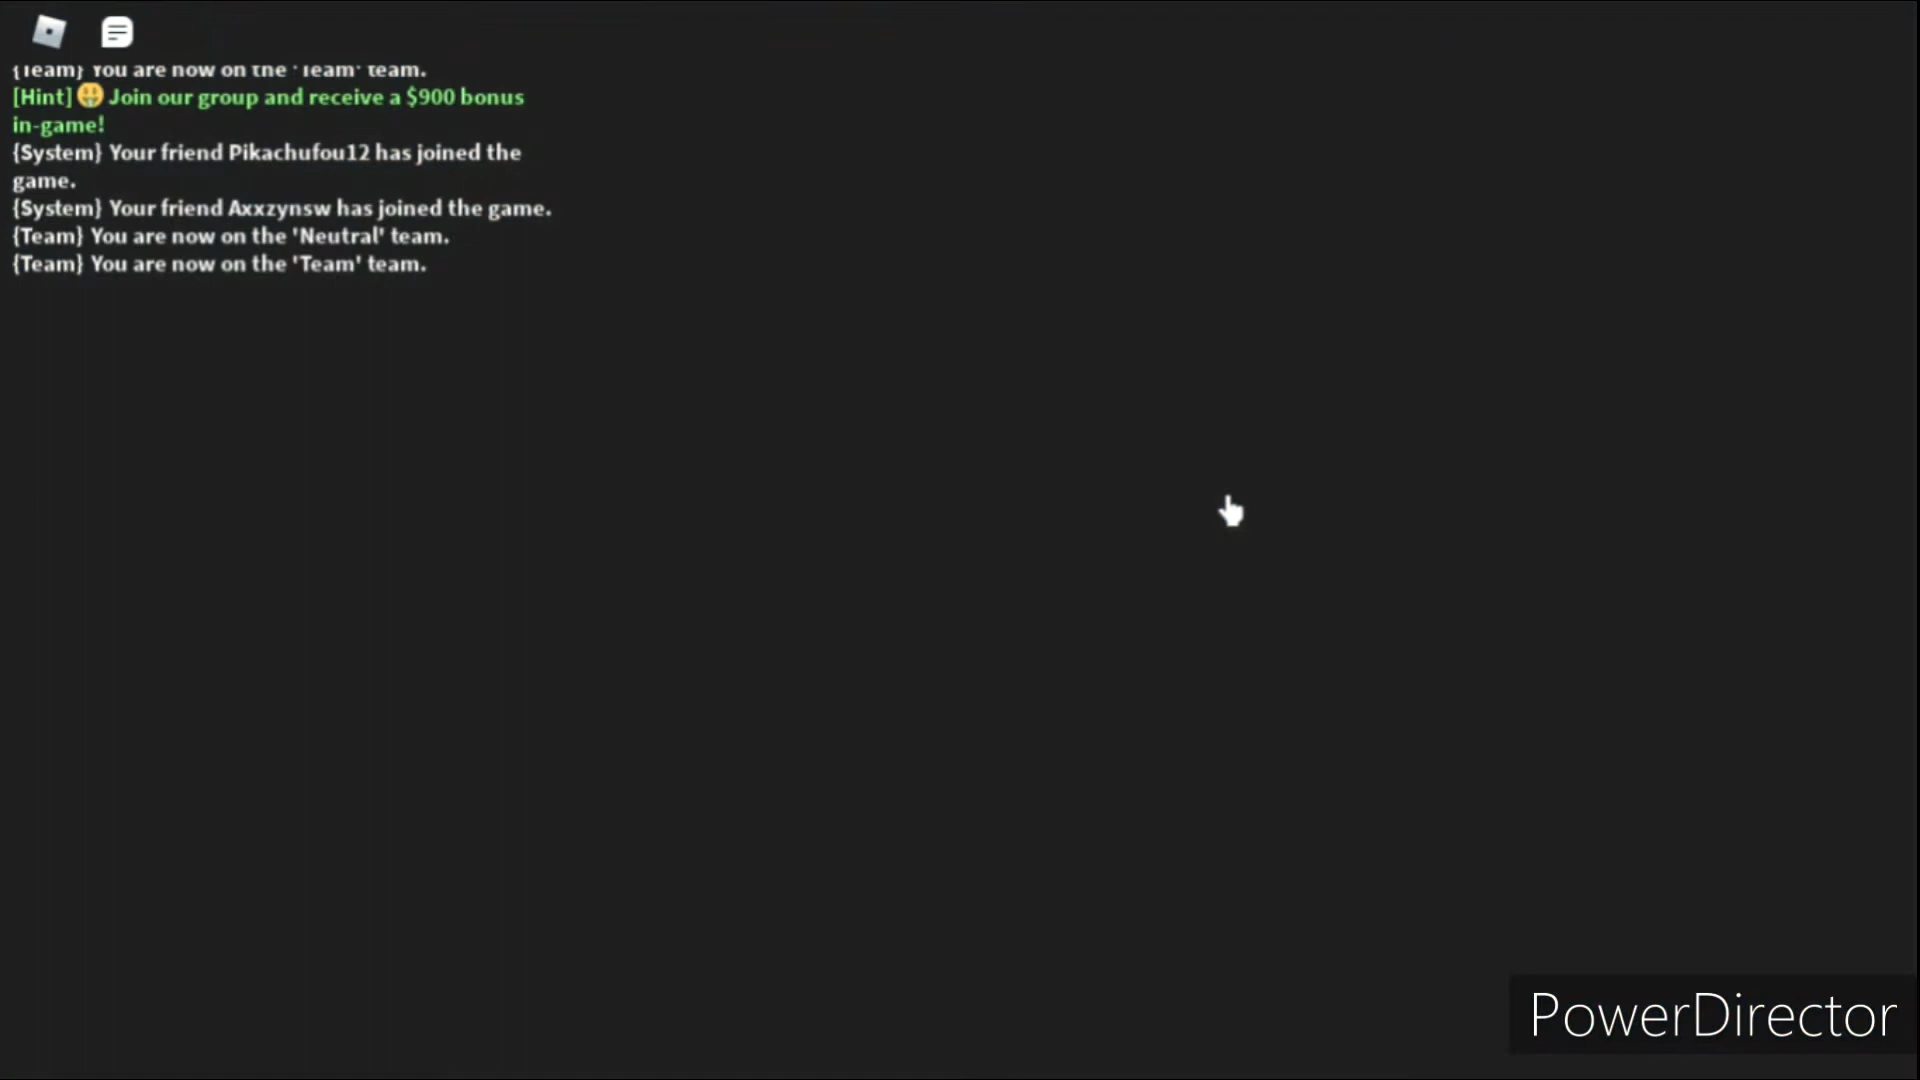 {Team} You are now on the 'Team' team.
[Hint] 🤑 Join our group and receive a $900 bonus
in-game!
{System} Your friend Pikachufou12 has joined the
game.
{System} Your friend Axxzynsw has joined the game.
{Team} You are now on the 'Neutral' team.
{Team} You are now on the 'Team' team.
PowerDirector